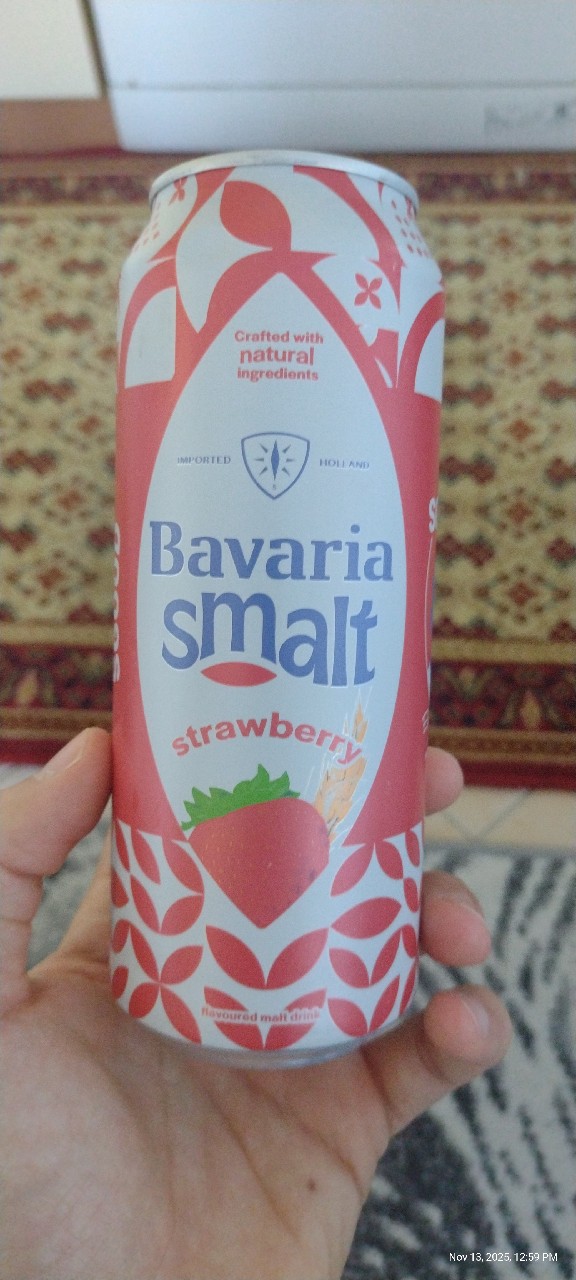 Crafted with
natural
ingredients
IMPORTED HOLLAND
Bavaria
smalt
strawberry
flavoured malt drink
Nov 13, 2025, 12:59 PM